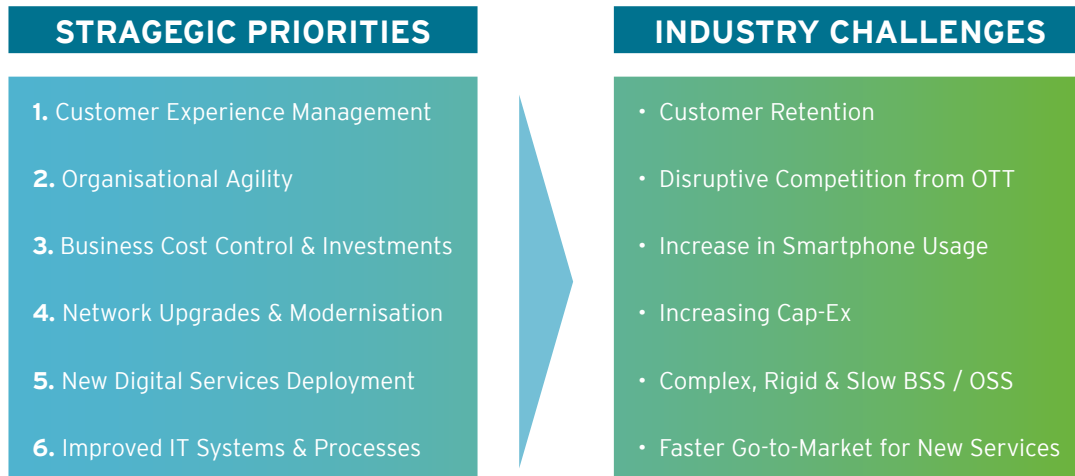 STRAGEGIC PRIORITIES
1. Customer Experience Management
2. Organisational Agility
3. Business Cost Control & Investments
4. Network Upgrades & Modernisation
5. New Digital Services Deployment
6. Improved IT Systems & Processes
INDUSTRY CHALLENGES
• Customer Retention
• Disruptive Competition from OTT
• Increase in Smartphone Usage
• Increasing Cap-Ex
• Complex, Rigid & Slow BSS / OSS
• Faster Go-to-Market for New Services